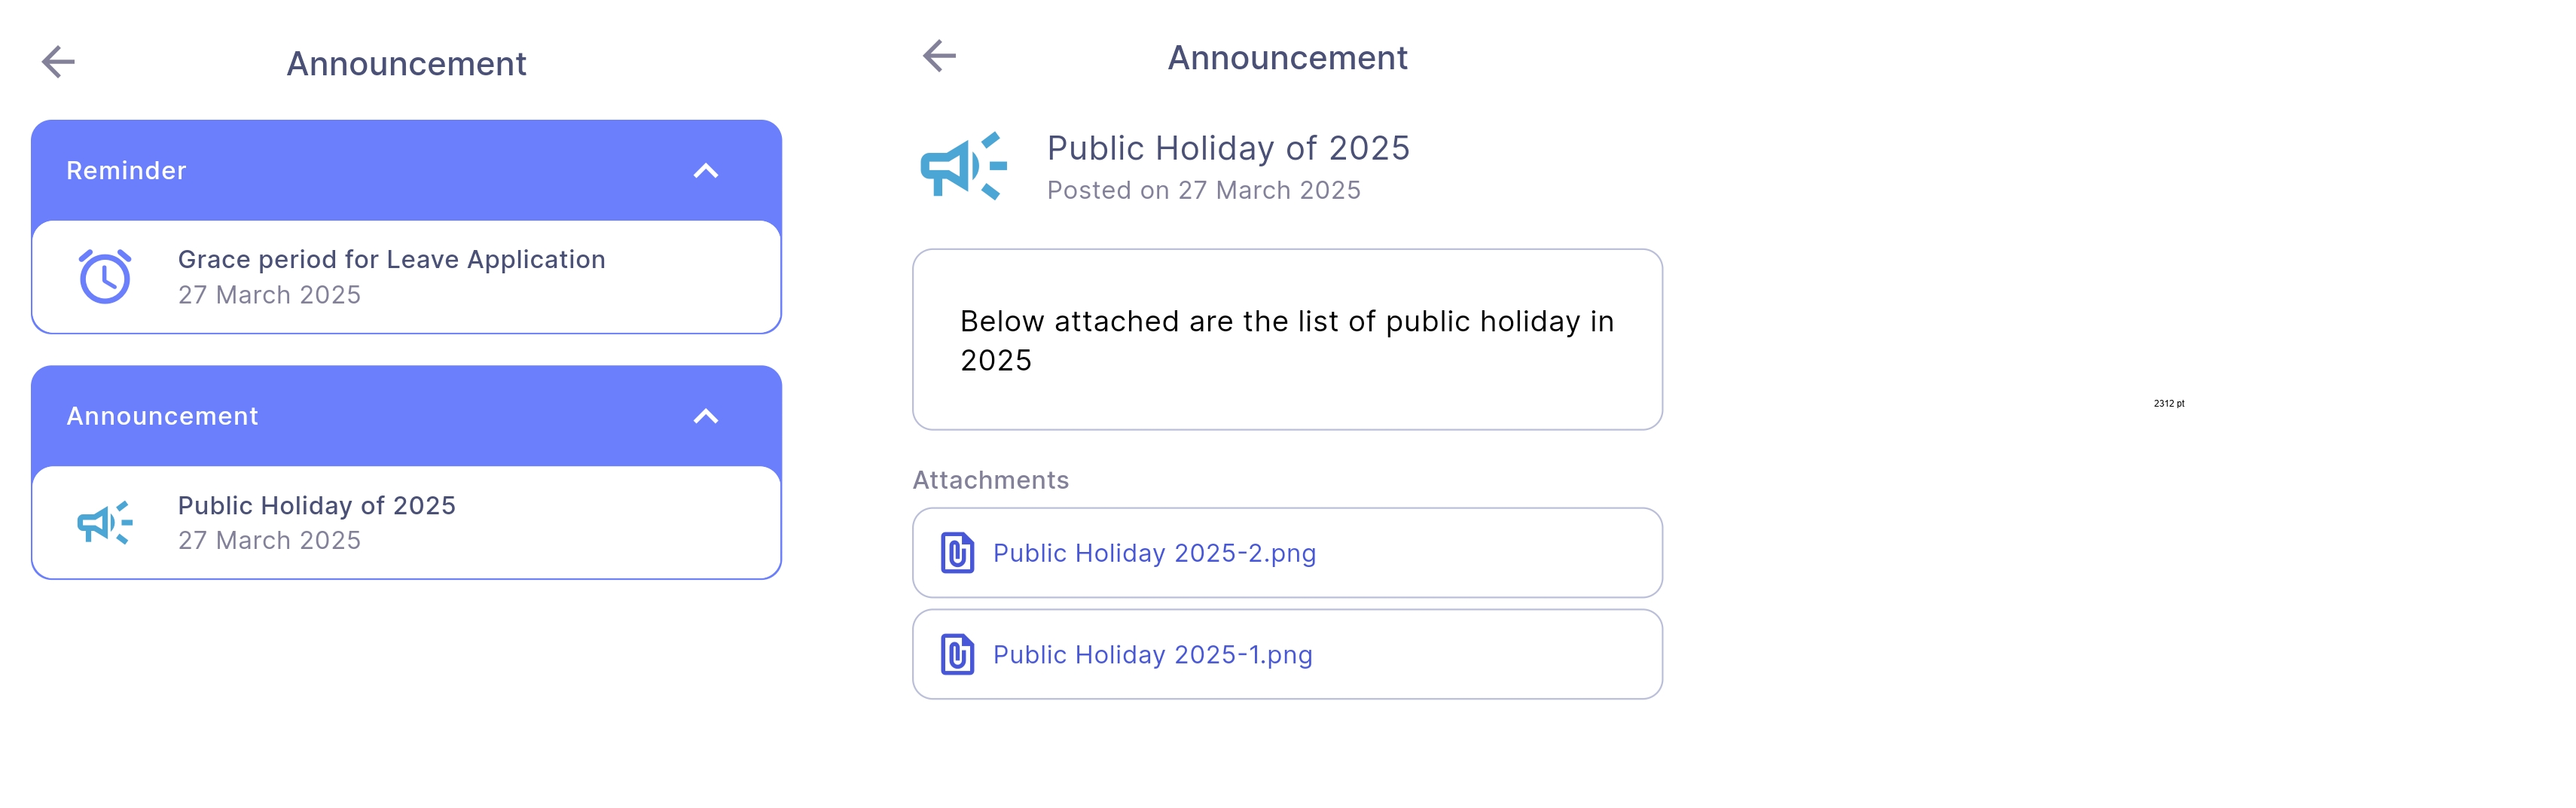 Announcement
Reminder
Grace period for Leave Application
27 March 2025
Announcement
Public Holiday of 2025
27 March 2025
Announcement
Public Holiday of 2025
Posted on 27 March 2025
Below attached are the list of public holiday in
2025
Attachments
Public Holiday 2025-2.png
Public Holiday 2025-1.png
2312 pt